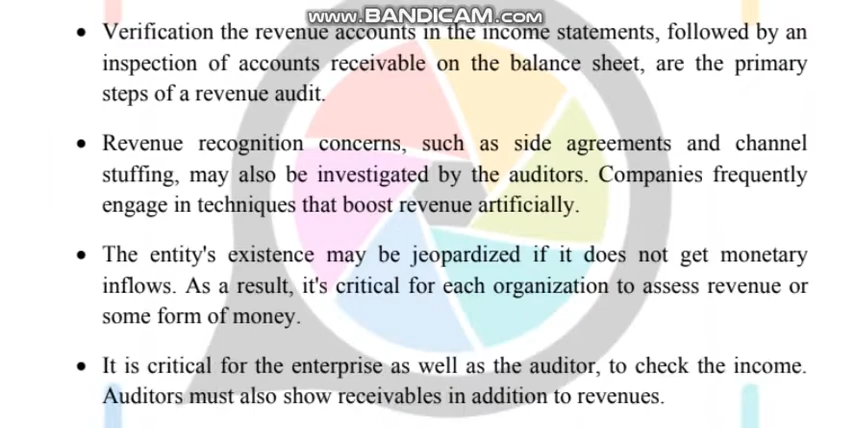 www.BANDICAM.com
• Verification the revenue accounts in the income statements, followed by an
inspection of accounts receivable on the balance sheet, are the primary
steps of a revenue audit.
• Revenue recognition concerns, such as side agreements and channel
stuffing, may also be investigated by the auditors. Companies frequently
engage in techniques that boost revenue artificially.
• The entity's existence may be jeopardized if it does not get monetary
inflows. As a result, it's critical for each organization to assess revenue or
some form of money.
• It is critical for the enterprise as well as the auditor, to check the income.
Auditors must also show receivables in addition to revenues.